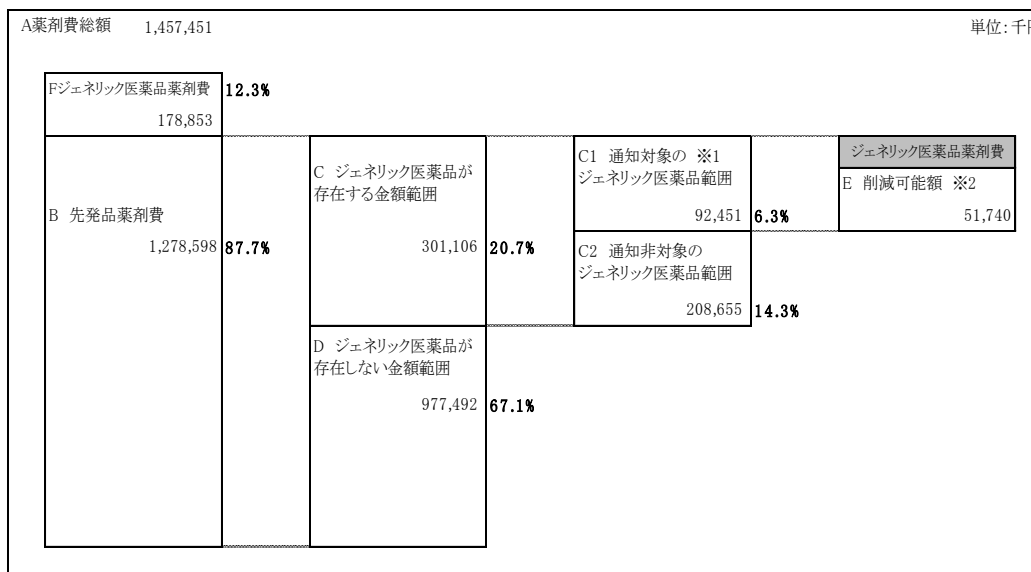 A薬剤費総額 1,457,451
単位:千円
Fジェネリック医薬品薬剤費 12.3%
178,853
B 先発品薬剤費
1,278,598 87.7%
C ジェネリック医薬品が
存在する金額範囲
301,106 20.7%
D ジェネリック医薬品が
存在しない金額範囲
977,492 67.1%
C1 通知対象の ※1
ジェネリック医薬品範囲
92,451 6.3%
C2 通知非対象の
ジェネリック医薬品範囲
208,655 14.3%
ジェネリック医薬品薬剤費
E 削減可能額 ※2
51,740